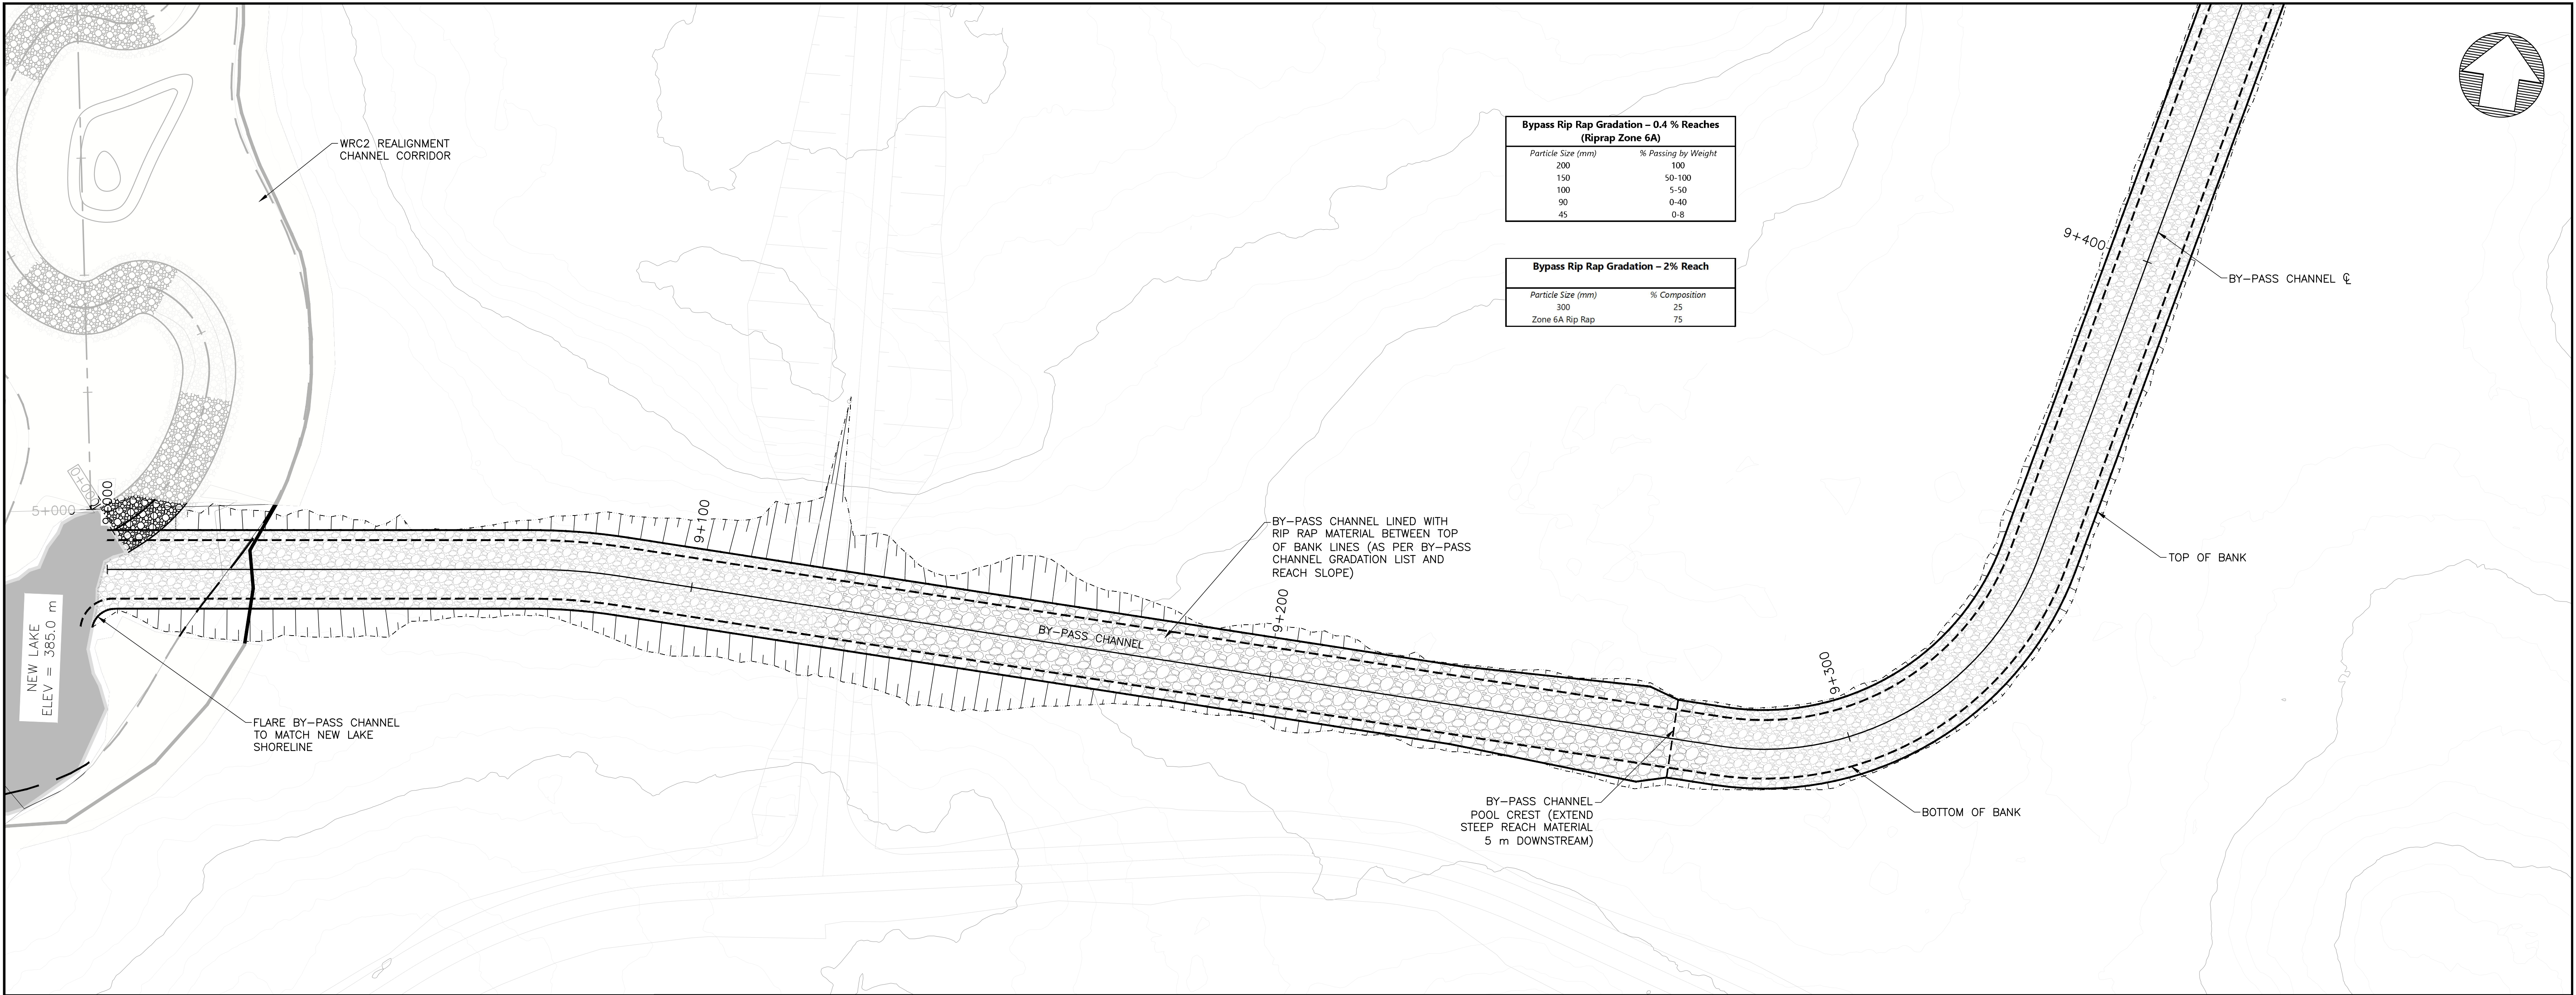 WRC2 REALIGNMENT
CHANNEL CORRIDOR
Bypass Rip Rap Gradation – 0.4 % Reaches
(Riprap Zone 6A)
Particle Size (mm) % Passing by Weight
200 100
150 50-100
100 5-50
90 0-40
45 0-8
Bypass Rip Rap Gradation – 2% Reach
Particle Size (mm) % Composition
300 25
Zone 6A Rip Rap 75
9+400
BY-PASS CHANNEL ℄
5+000
9+100
BY-PASS CHANNEL LINED WITH
RIP RAP MATERIAL BETWEEN TOP
OF BANK LINES (AS PER BY-PASS
CHANNEL GRADATION LIST AND
REACH SLOPE)
TOP OF BANK
9+200
BY-PASS CHANNEL
NEW LAKE
ELEV = 385.0 m
9+300
FLARE BY-PASS CHANNEL
TO MATCH NEW LAKE
SHORELINE
BY-PASS CHANNEL
POOL CREST (EXTEND
STEEP REACH MATERIAL
5 m DOWNSTREAM)
BOTTOM OF BANK